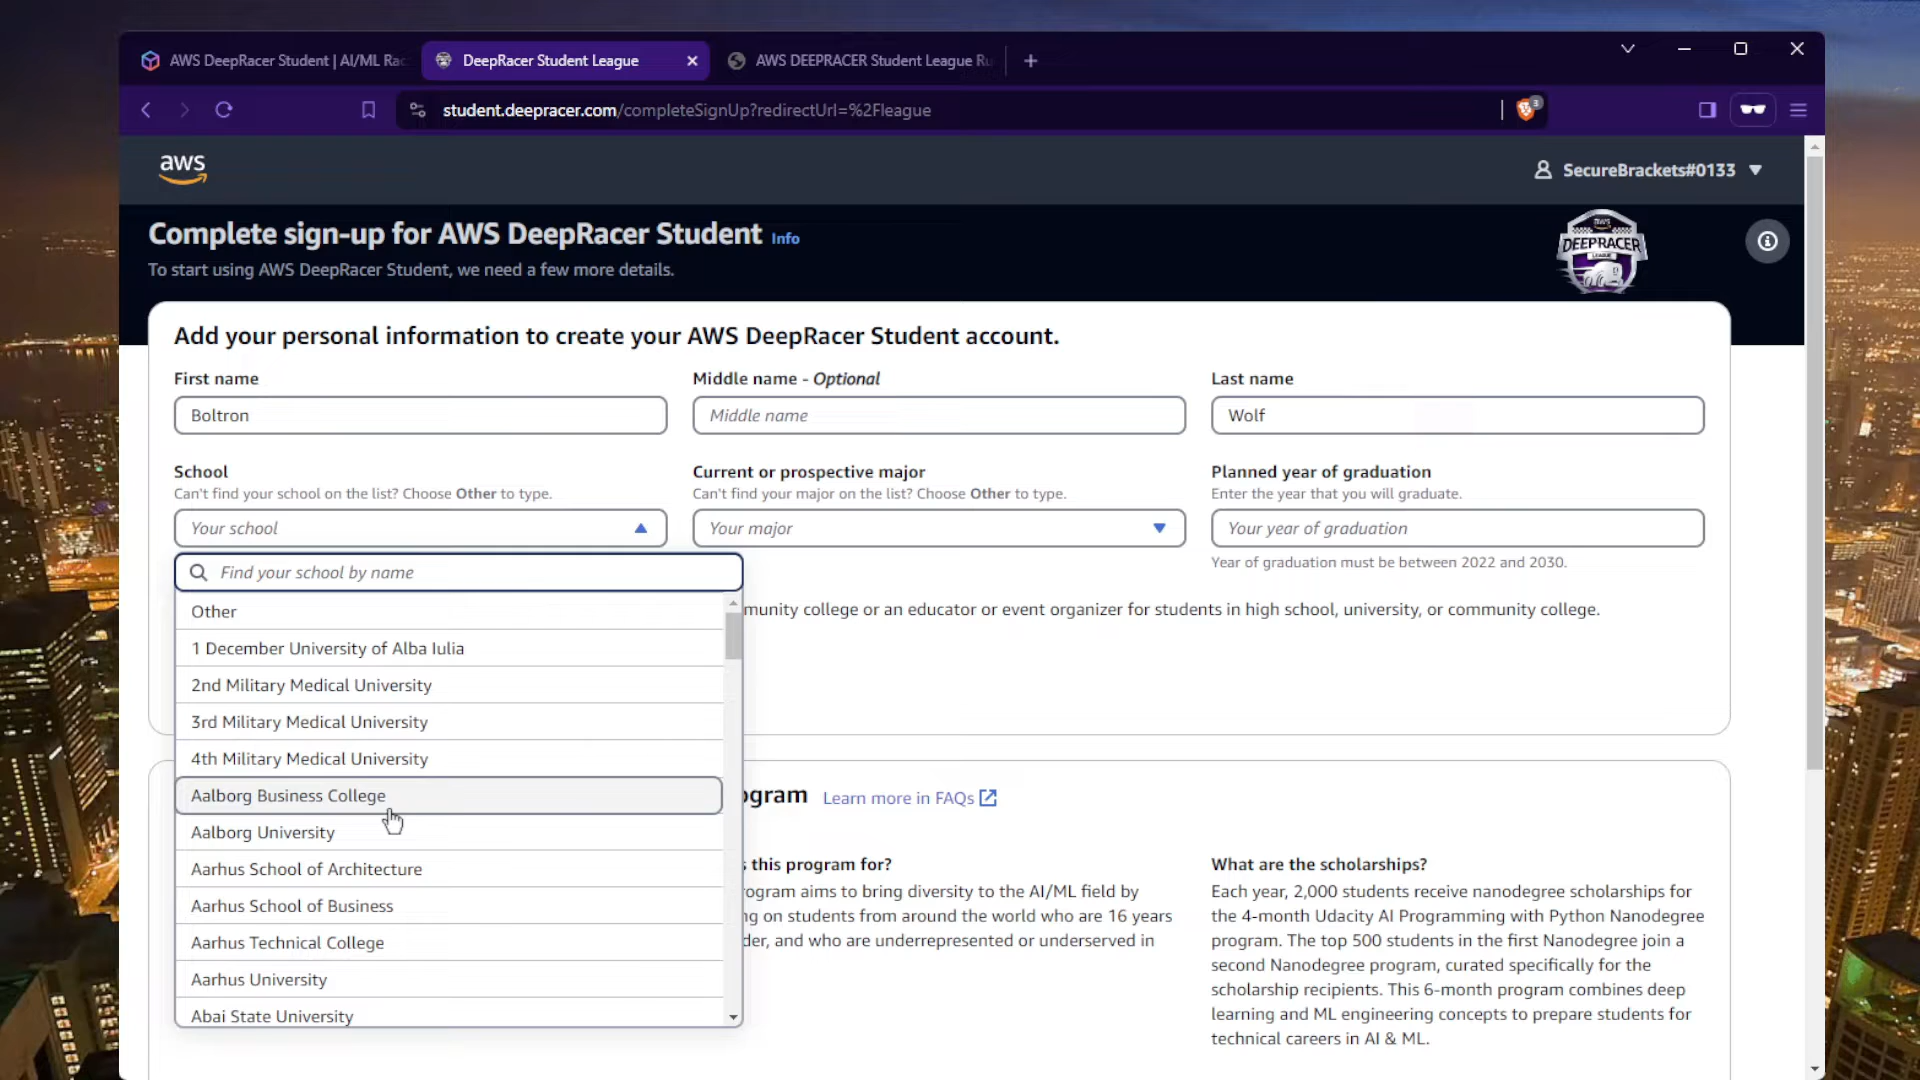 AWS DeepRacer Student | AI/ML Rac
DeepRacer Student League
AWS DEEPRACER Student League Ru
student.deepracer.com/completeSignUp?redirectUrl=%2Fleague
3
aws
SecureBrackets#0133
Complete sign-up for AWS DeepRacer Student Info
To start using AWS DeepRacer Student, we need a few more details.
aws
DEEPRACER
LEAGUE
Add your personal information to create your AWS DeepRacer Student account.
First name
Middle name - Optional
Last name
Boltron
Middle name
Wolf
School
Current or prospective major
Planned year of graduation
Can't find your school on the list? Choose Other to type.
Can't find your major on the list? Choose Other to type.
Enter the year that you will graduate.
Your school
Your major
Your year of graduation
Year of graduation must be between 2022 and 2030.
Find your school by name
Other
1 December University of Alba Iulia
2nd Military Medical University
3rd Military Medical University
4th Military Medical University
Aalborg Business College
Aalborg University
Aarhus School of Architecture
Aarhus School of Business
Aarhus Technical College
Aarhus University
Abai State University
munity college or an educator or event organizer for students in high school, university, or community college.
ogram Learn more in FAQs
s this program for?
rogram aims to bring diversity to the AI/ML field by
ng on students from around the world who are 16 years
der, and who are underrepresented or underserved in
What are the scholarships?
Each year, 2,000 students receive nanodegree scholarships for
the 4-month Udacity AI Programming with Python Nanodegree
program. The top 500 students in the first Nanodegree join a
second Nanodegree program, curated specifically for the
scholarship recipients. This 6-month program combines deep
learning and ML engineering concepts to prepare students for
technical careers in AI & ML.